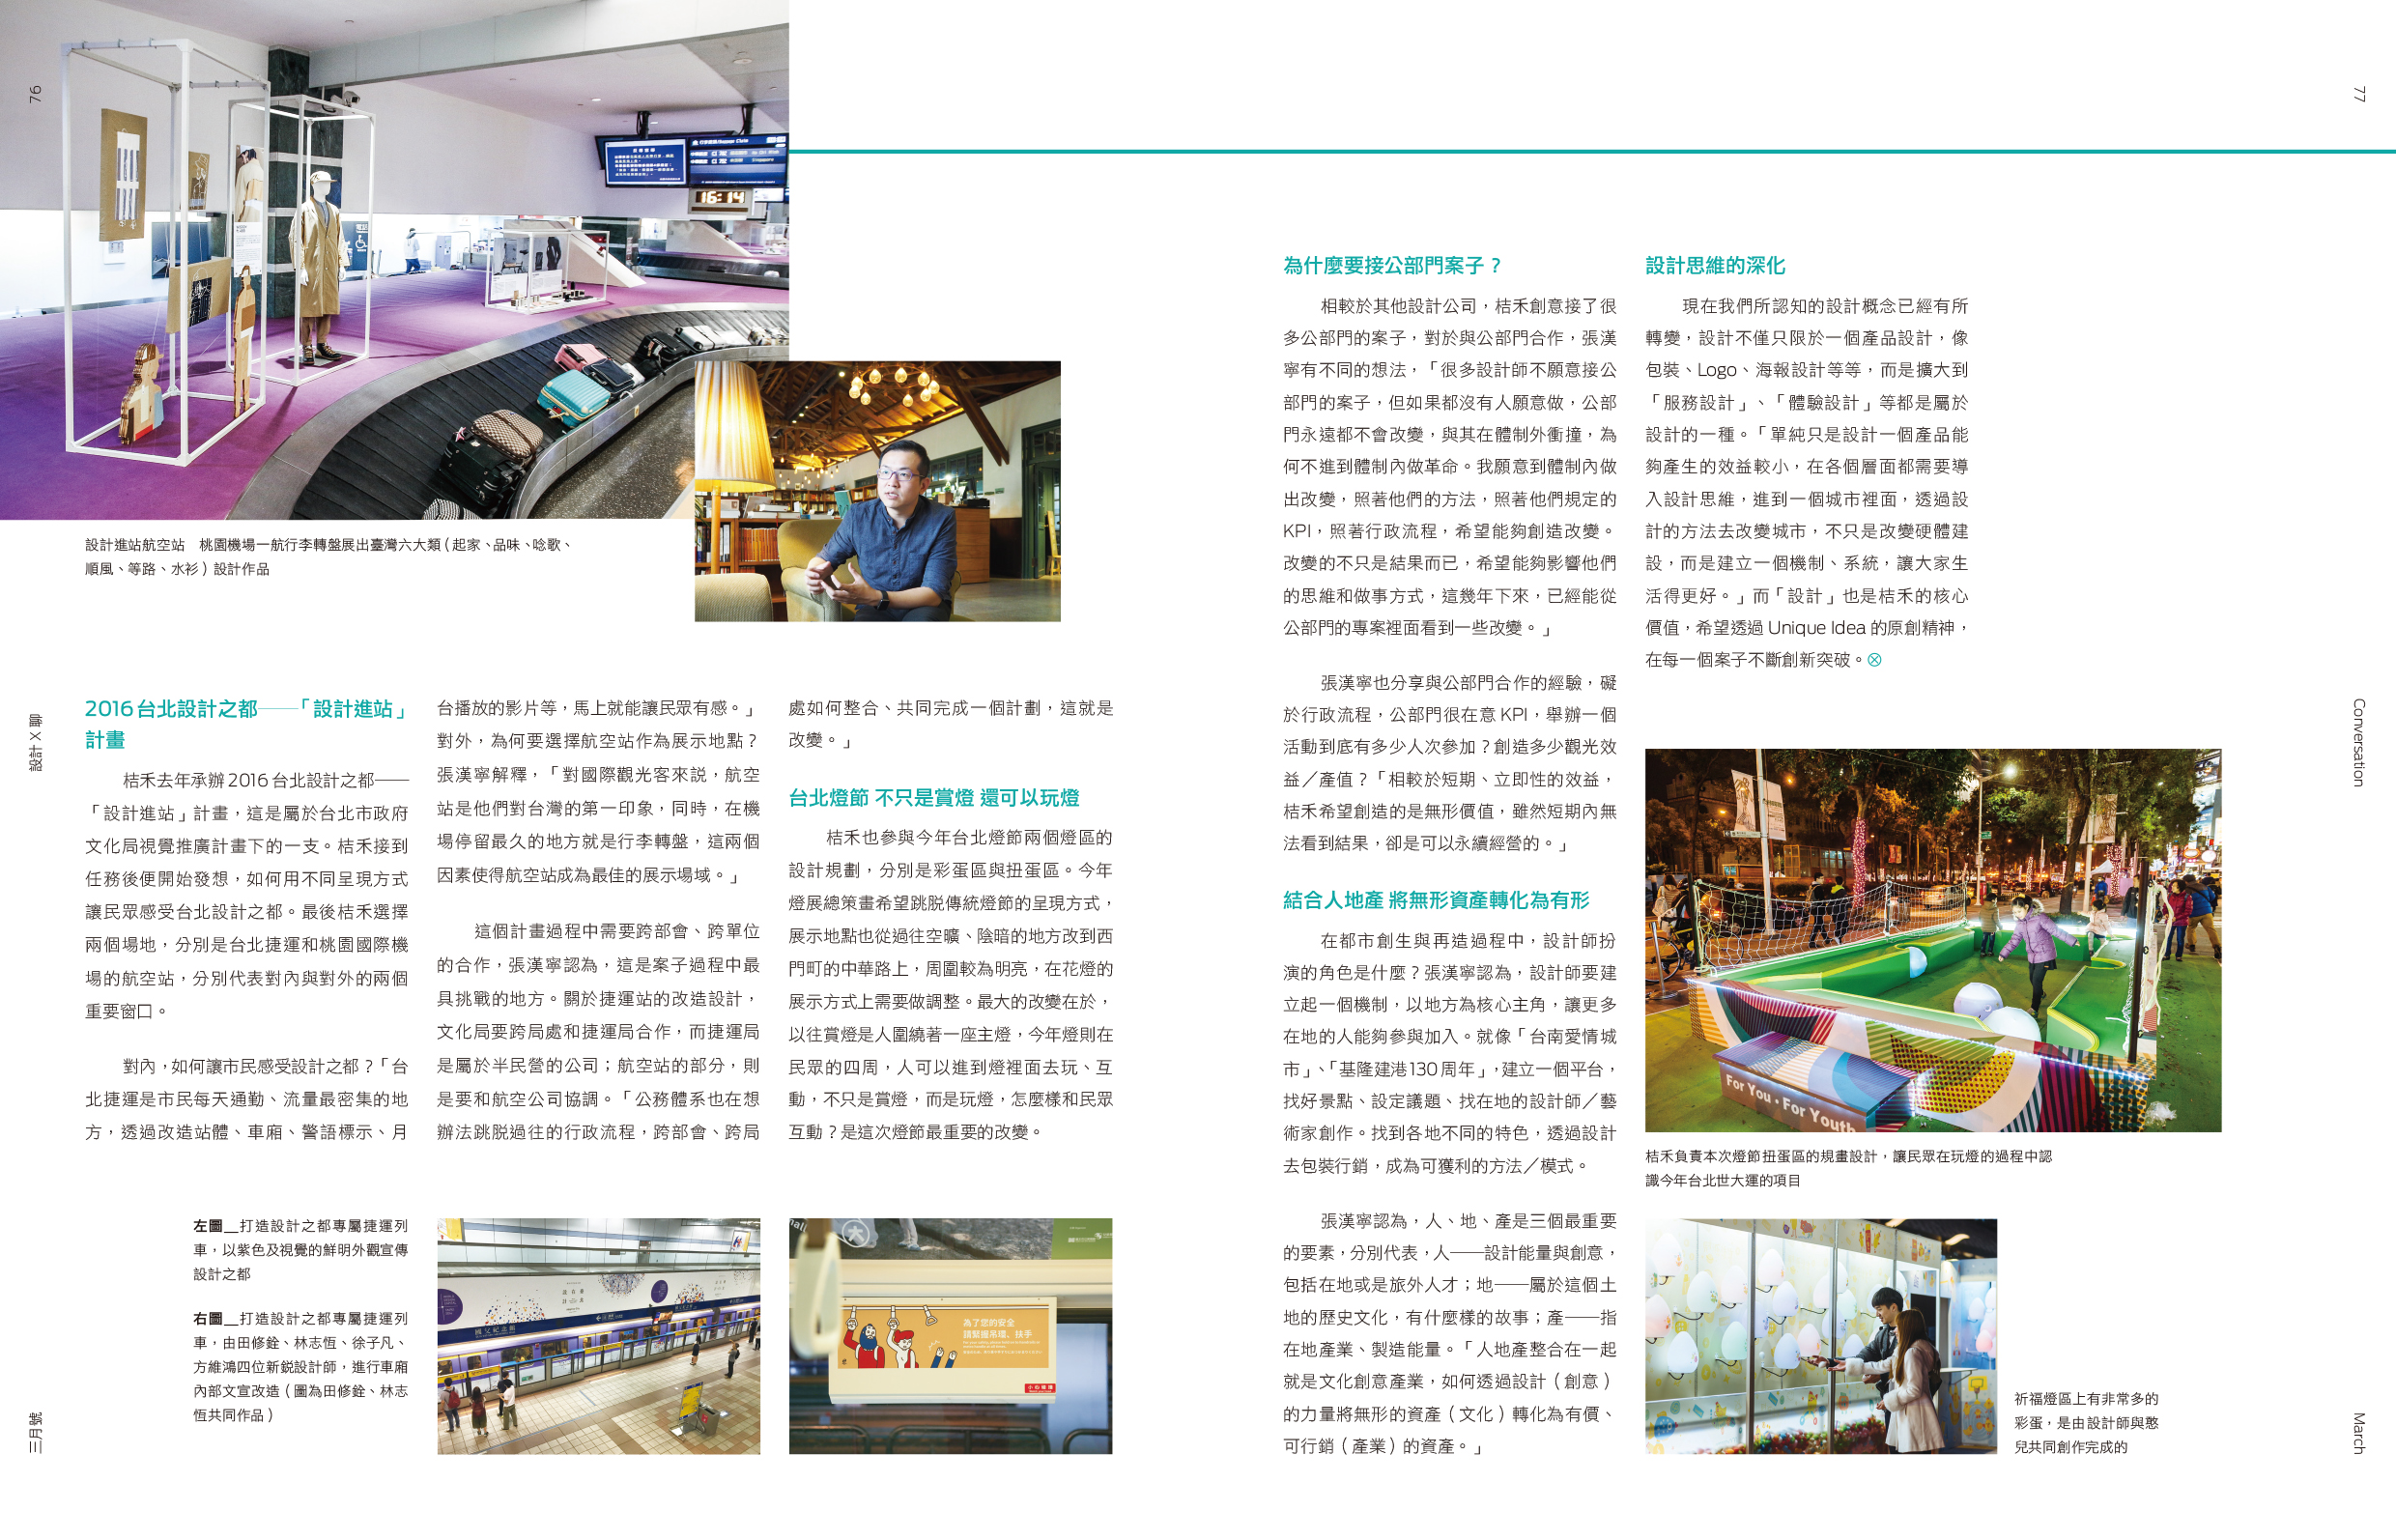 76
設計進站航空站　桃園機場一航行李轉盤展出臺灣六大類（起家、品味、唸歌、
順風、等路、水衫）設計作品
設計 X 聊
三月號
2016 台北設計之都──「設計進站」
計畫
桔禾去年承辦 2016 台北設計之都──
「設計進站」計畫，這是屬於台北市政府
文化局視覺推廣計畫下的一支。桔禾接到
任務後便開始發想，如何用不同呈現方式
讓民眾感受台北設計之都。最後桔禾選擇
兩個場地，分別是台北捷運和桃園國際機
場的航空站，分別代表對內與對外的兩個
重要窗口。
對內，如何讓市民感受設計之都？「台
北捷運是市民每天通勤、流量最密集的地
方，透過改造站體、車廂、警語標示、月
台播放的影片等，馬上就能讓民眾有感。」
對外，為何要選擇航空站作為展示地點？
張漢寧解釋，「對國際觀光客來說，航空
站是他們對台灣的第一印象，同時，在機
場停留最久的地方就是行李轉盤，這兩個
因素使得航空站成為最佳的展示場域。」
這個計畫過程中需要跨部會、跨單位
的合作，張漢寧認為，這是案子過程中最
具挑戰的地方。關於捷運站的改造設計，
文化局要跨局處和捷運局合作，而捷運局
是屬於半民營的公司；航空站的部分，則
是要和航空公司協調。「公務體系也在想
辦法跳脫過往的行政流程，跨部會、跨局
處如何整合、共同完成一個計劃，這就是
改變。」
台北燈節 不只是賞燈 還可以玩燈
桔禾也參與今年台北燈節兩個燈區的
設計規劃，分別是彩蛋區與扭蛋區。今年
燈展總策畫希望跳脫傳統燈節的呈現方式，
展示地點也從過往空曠、陰暗的地方改到西
門町的中華路上，周圍較為明亮，在花燈的
展示方式上需要做調整。最大的改變在於，
以往賞燈是人圍繞著一座主燈，今年燈則在
民眾的四周，人可以進到燈裡面去玩、互
動，不只是賞燈，而是玩燈，怎麼樣和民眾
互動？是這次燈節最重要的改變。
左圖__打造設計之都專屬捷運列
車，以紫色及視覺的鮮明外觀宣傳
設計之都
右圖__打造設計之都專屬捷運列
車，由田修銓、林志恆、徐子凡、
方維鴻四位新銳設計師，進行車廂
內部文宣改造（圖為田修銓、林志
恆共同作品）
16:14
國父紀念館
為了您的安全
請緊握吊環、扶手
77
為什麼要接公部門案子？
相較於其他設計公司，桔禾創意接了很
多公部門的案子，對於與公部門合作，張漢
寧有不同的想法，「很多設計師不願意接公
部門的案子，但如果都沒有人願意做，公部
門永遠都不會改變，與其在體制外衝撞，為
何不進到體制內做革命。我願意到體制內做
出改變，照著他們的方法，照著他們規定的
KPI，照著行政流程，希望能夠創造改變。
改變的不只是結果而已，希望能夠影響他們
的思維和做事方式，這幾年下來，已經能從
公部門的專案裡面看到一些改變。」
張漢寧也分享與公部門合作的經驗，礙
於行政流程，公部門很在意 KPI，舉辦一個
活動到底有多少人次參加？創造多少觀光效
益／產值？「相較於短期、立即性的效益，
桔禾希望創造的是無形價值，雖然短期內無
法看到結果，卻是可以永續經營的。」
結合人地產 將無形資產轉化為有形
在都市創生與再造過程中，設計師扮
演的角色是什麼？張漢寧認為，設計師要建
立起一個機制，以地方為核心主角，讓更多
在地的人能夠參與加入。就像「台南愛情城
市」、「基隆建港 130 周年」，建立一個平台，
找好景點、設定議題、找在地的設計師／藝
術家創作。找到各地不同的特色，透過設計
去包裝行銷，成為可獲利的方法／模式。
張漢寧認為，人、地、產是三個最重要
的要素，分別代表，人──設計能量與創意，
包括在地或是旅外人才；地──屬於這個土
地的歷史文化，有什麼樣的故事；產──指
在地產業、製造能量。「人地產整合在一起
就是文化創意產業，如何透過設計（創意）
的力量將無形的資產（文化）轉化為有價、
可行銷（產業）的資產。」
設計思維的深化
現在我們所認知的設計概念已經有所
轉變，設計不僅只限於一個產品設計，像
包裝、Logo、海報設計等等，而是擴大到
「服務設計」、「體驗設計」等都是屬於
設計的一種。「單純只是設計一個產品能
夠產生的效益較小，在各個層面都需要導
入設計思維，進到一個城市裡面，透過設
計的方法去改變城市，不只是改變硬體建
設，而是建立一個機制、系統，讓大家生
活得更好。」而「設計」也是桔禾的核心
價值，希望透過 Unique Idea 的原創精神，
在每一個案子不斷創新突破。
For You · For Youth
桔禾負責本次燈節扭蛋區的規畫設計，讓民眾在玩燈的過程中認
識今年台北世大運的項目
祈福燈區上有非常多的
彩蛋，是由設計師與憨
兒共同創作完成的
Conversation
March